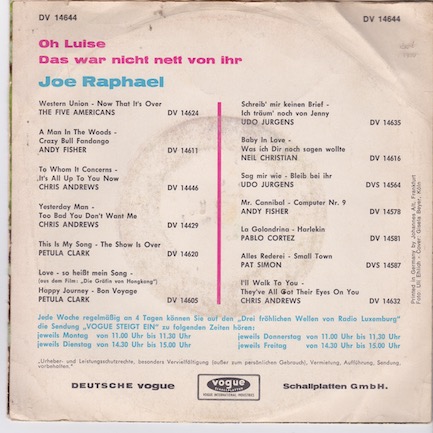 DV 14644
DV 14644
Oh Luise
Das war nicht nett von ihr
Joe Raphael
Western Union - Now That It's Over
THE FIVE AMERICANS DV 14624
A Man In The Woods -
Crazy Bull Fandango
ANDY FISHER DV 14611
To Whom It Concerns -
It's All Up To You Now
CHRIS ANDREWS DV 14446
Yesterday Man -
Too Bad You Don't Want Me
CHRIS ANDREWS DV 14429
This Is My Song - The Show Is Over
PETULA CLARK DV 14620
Love - so heißt mein Song -
(aus dem Film: „Die Gräfin von Hongkong")
Happy Journey - Bon Voyage
PETULA CLARK DV 14605
Schreib' mir keinen Brief -
Ich träum' noch von Jenny
UDO JURGENS DV 14635
Baby In Love -
Was ich Dir noch sagen wollte
NEIL CHRISTIAN DV 14616
Sag mir wie - Bleib bei ihr
UDO JURGENS DVS 14564
Mr. Cannibal - Computer Nr. 9
ANDY FISHER DV 14578
La Golondrina - Harlekin
PABLO CORTEZ DV 14581
Alles Rederei - Small Town
PAT SIMON DVS 14587
I'll Walk To You -
They've All Got Their Eyes On You
CHRIS ANDREWS DV 14632
Printed in Germany by Johannes Alt, Frankfurt
Jede Woche regelmäßig an 4 Tagen können Sie auf den „Drei fröhlichen Wellen von Radio Luxemburg"
die Sendung „VOGUE STEIGT EIN" zu folgenden Zeiten hören:
jeweils Montag von 11.00 Uhr bis 11.30 Uhr jeweils Donnerstag von 11.00 Uhr bis 11.30 Uhr
jeweils Dienstag von 14.30 Uhr bis 15.00 Uhr jeweils Freitag von 14.30 Uhr bis 15.00 Uhr
„Urheber- und Leistungsschutzrechte, besonders Vervielfältigung (außer zum persönlichen Gebrauch), Vermietung, Aufführung, Sendung,
vorbehalten."
DEUTSCHE vogue
vogue
SCHALLPLATTEN
VOGUE INTERNATIONAL INDUSTRIES
Schallplatten GmbH.